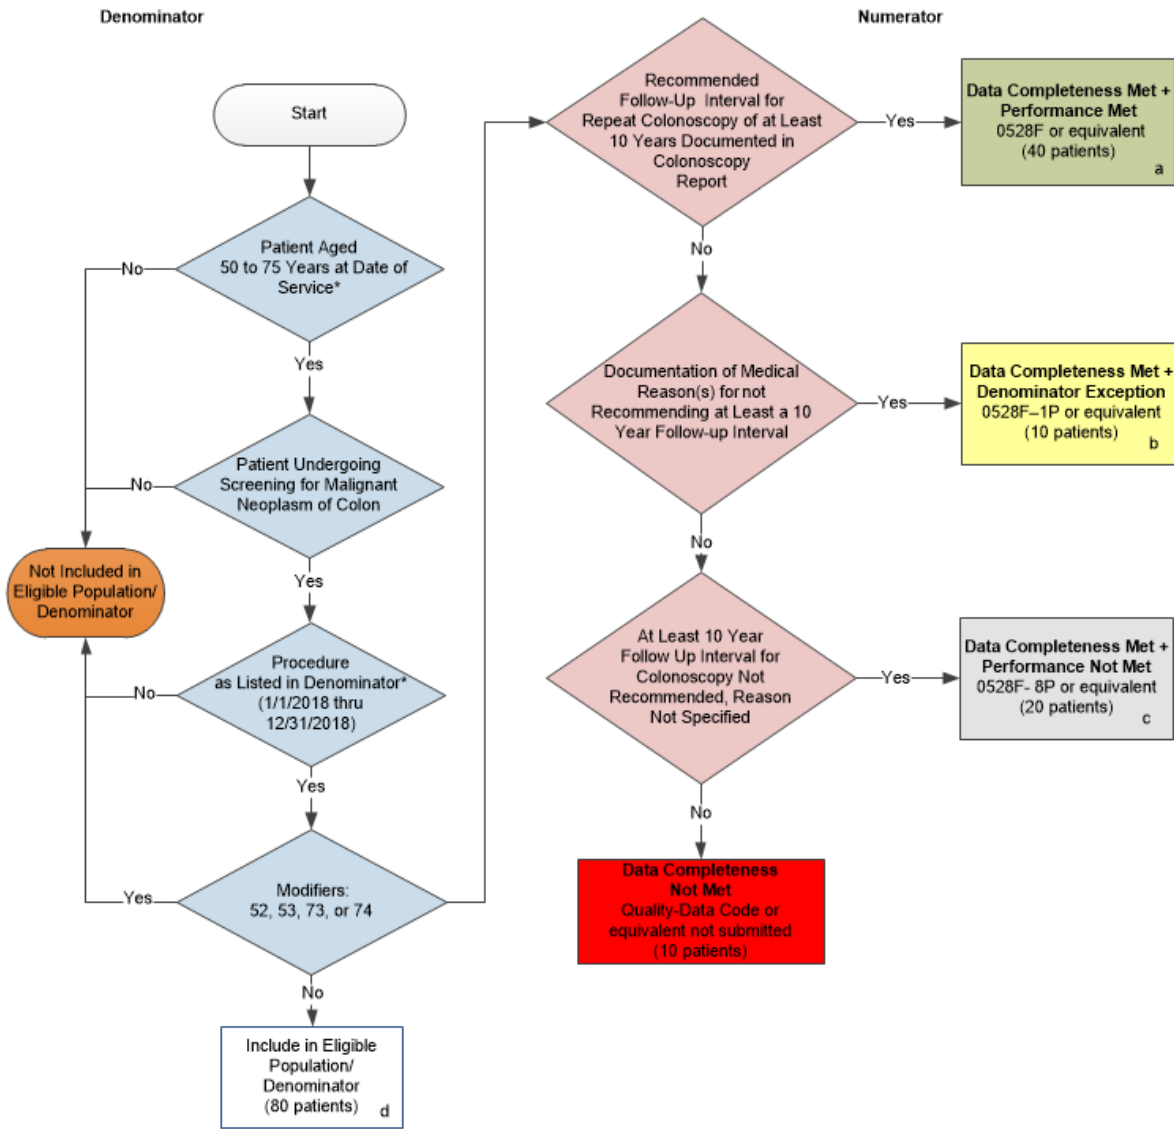 Denominator
Numerator
Start
Patient Aged
50 to 75 Years at Date of
Service*
No
Yes
Patient Undergoing
Screening for Malignant
Neoplasm of Colon
No
Yes
Not Included in
Eligible Population/
Denominator
Procedure
as Listed in Denominator*
(1/1/2018 thru
12/31/2018)
No
Yes
Modifiers:
52, 53, 73, or 74
Yes
No
Include in Eligible
Population/
Denominator
(80 patients)
d
Recommended
Follow-Up Interval for
Repeat Colonoscopy of at Least
10 Years Documented in
Colonoscopy
Report
Yes
Data Completeness Met +
Performance Met
0528F or equivalent
(40 patients)
a
No
Documentation of Medical
Reason(s) for not
Recommending at Least a 10
Year Follow-up Interval
Yes
Data Completeness Met +
Denominator Exception
0528F–1P or equivalent
(10 patients)
b
No
At Least 10 Year
Follow Up Interval for
Colonoscopy Not
Recommended, Reason
Not Specified
Yes
Data Completeness Met +
Performance Not Met
0528F- 8P or equivalent
(20 patients)
c
No
Data Completeness
Not Met
Quality-Data Code or
equivalent not submitted
(10 patients)